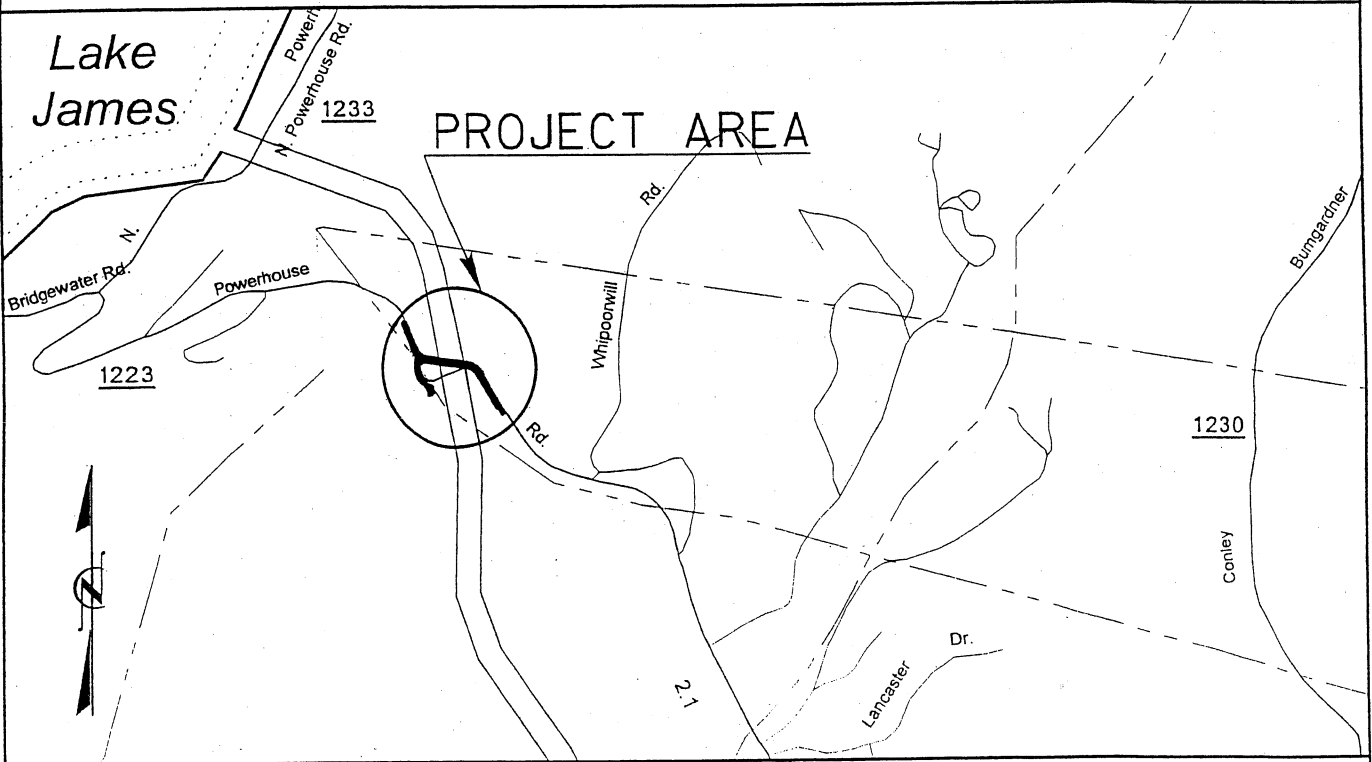 Lake
James
Powerh
N. Powerhouse Rd.
1233
PROJECT AREA
Rd.
Whipoorwill
N.
Bridgewater Rd.
Powerhouse
1223
Rd.
Bumgardner
1230
Conley
N
2.1
Lancaster
Dr.